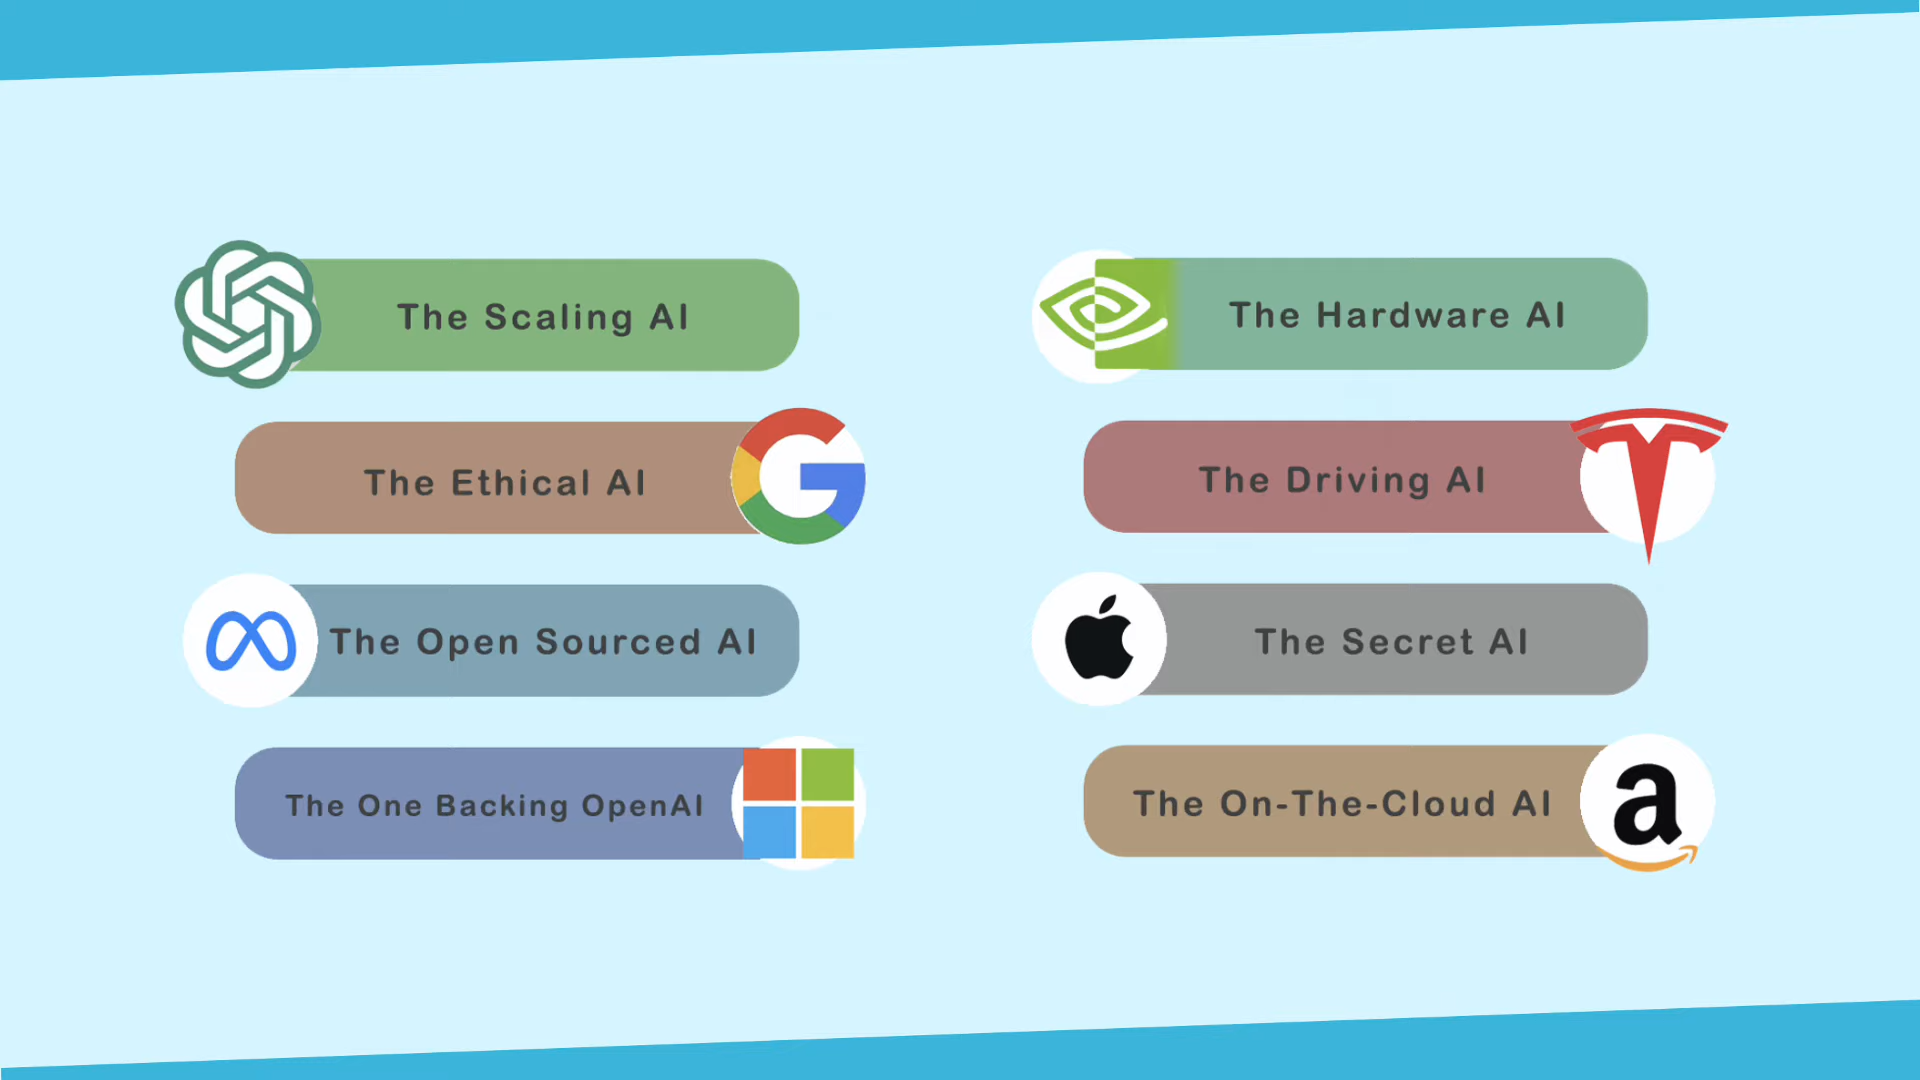 The Scaling AI
The Ethical AI
The Open Sourced AI
The One Backing OpenAI
The Hardware AI
The Driving AI
The Secret AI
The On-The-Cloud AI